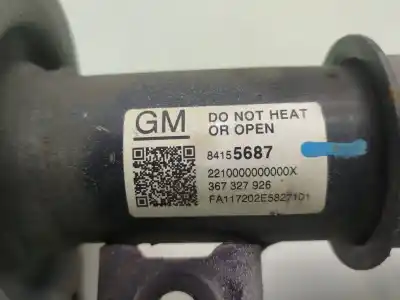 GM
DO NOT HEAT
OR OPEN
84155687
2210000000000X
367 327 926
FA117202E5827101